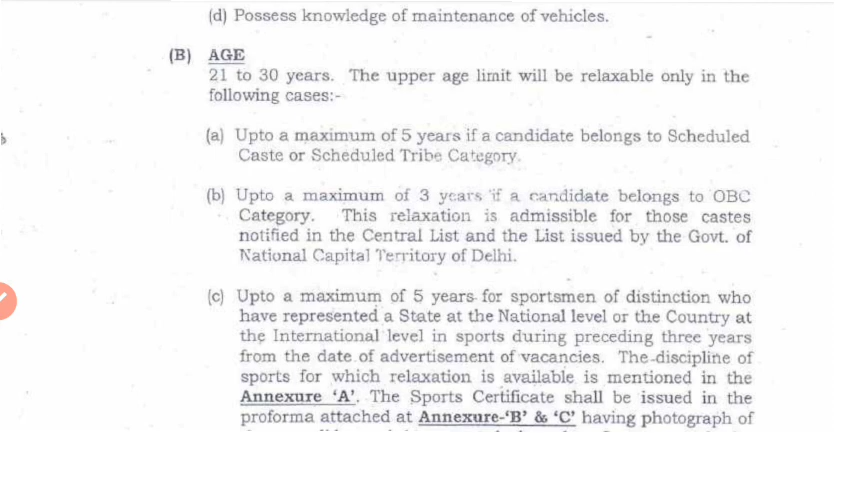 (d) Possess knowledge of maintenance of vehicles.
(B) AGE
21 to 30 years. The upper age limit will be relaxable only in the
following cases:-
(a) Upto a maximum of 5 years if a candidate belongs to Scheduled
Caste or Scheduled Tribe Category.
(b) Upto a maximum of 3 years if a candidate belongs to OBC
Category. This relaxation is admissible for those castes
notified in the Central List and the List issued by the Govt. of
National Capital Territory of Delhi.
(c) Upto a maximum of 5 years for sportsmen of distinction who
have represented a State at the National level or the Country at
the International level in sports during preceding three years
from the date of advertisement of vacancies. The discipline of
sports for which relaxation is available is mentioned in the
Annexure 'A'. The Sports Certificate shall be issued in the
proforma attached at Annexure-'B' & 'C' having photograph of